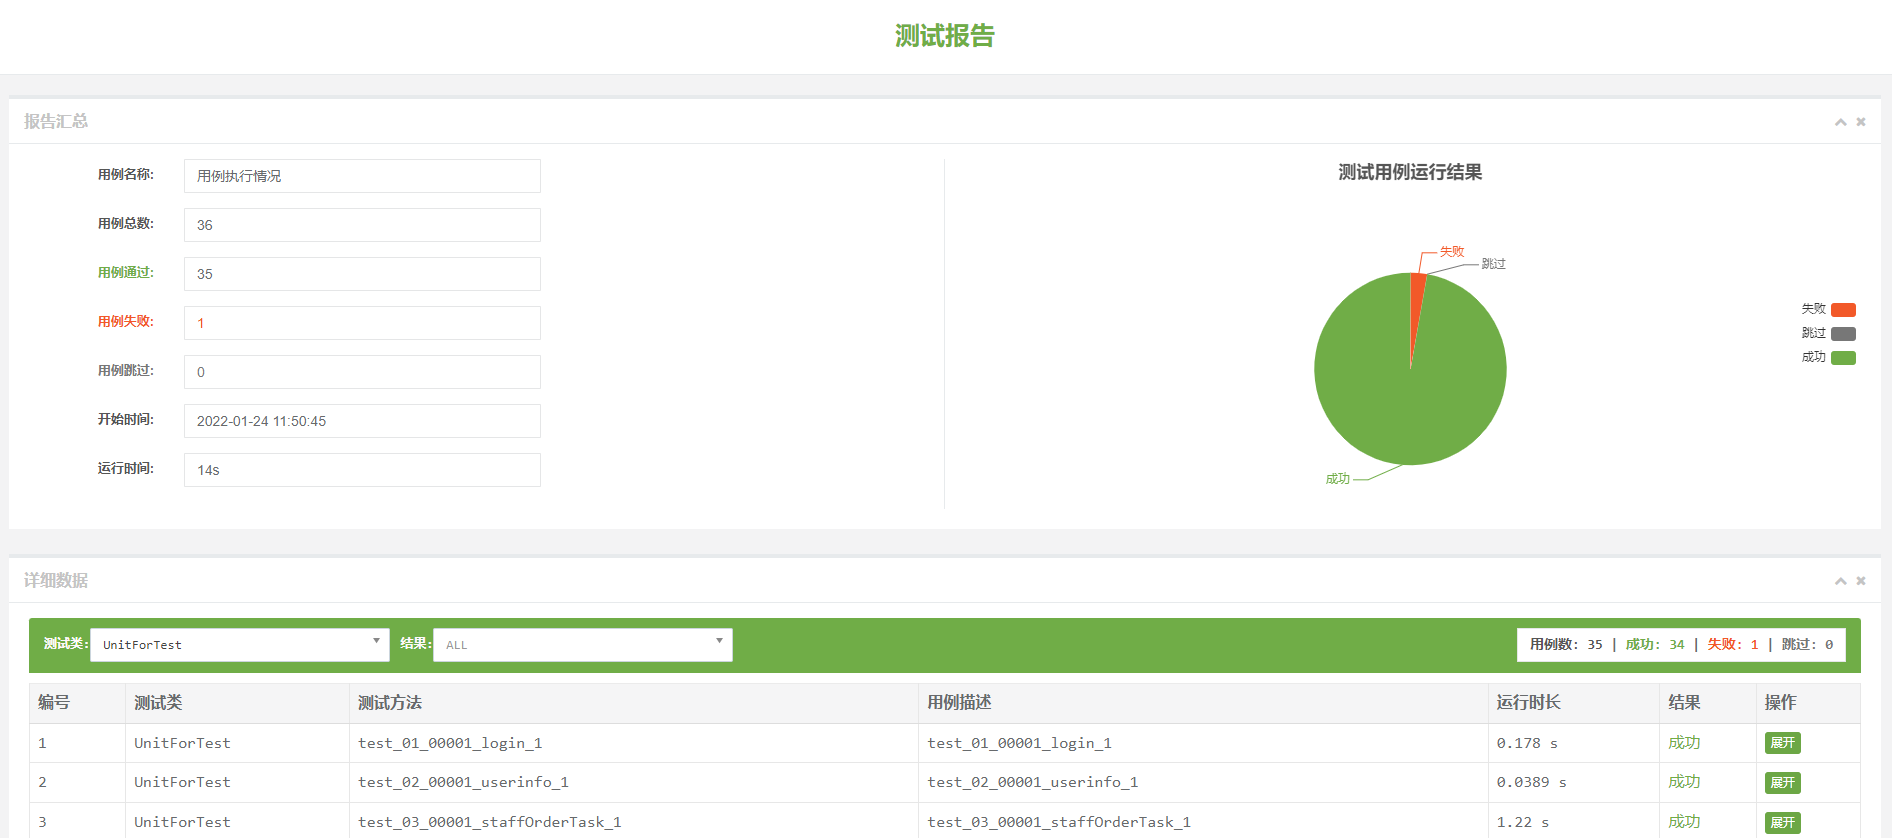 测试报告
报告汇总
用例名称: 用例执行情况
用例总数: 36
用例通过: 35
用例失败: 1
用例跳过: 0
开始时间: 2022-01-24 11:50:45
运行时间: 14s
测试用例运行结果
失败
跳过
成功
失败
跳过
成功
详细数据
测试类: UnitForTest 结果: ALL 用例数: 35 | 成功: 34 | 失败: 1 | 跳过: 0
编号 测试类 测试方法 用例描述 运行时长 结果 操作
1 UnitForTest test_01_00001_login_1 test_01_00001_login_1 0.178 s 成功 展开
2 UnitForTest test_02_00001_userinfo_1 test_02_00001_userinfo_1 0.0389 s 成功 展开
3 UnitForTest test_03_00001_staffOrderTask_1 test_03_00001_staffOrderTask_1 1.22 s 成功 展开